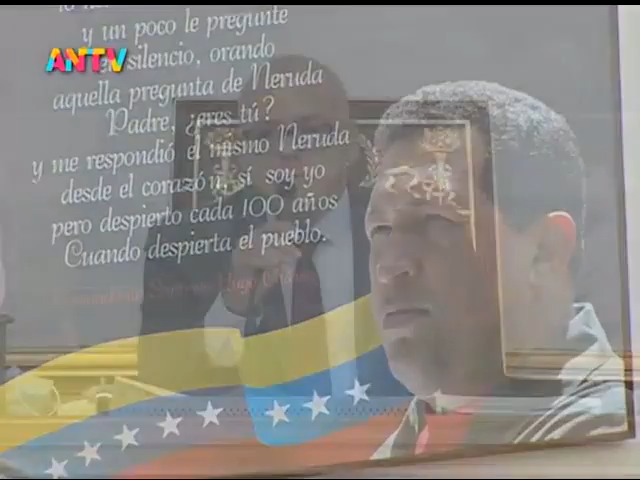 y un poco le pregunte
en silencio, orando
ANTV
aquella pregunta de Neruda
Padre, ¿eres tú?
y me respondió el mismo Neruda
desde el corazón, sí soy yo
pero despierto cada 100 años
Cuando despierta el pueblo.
Hugo